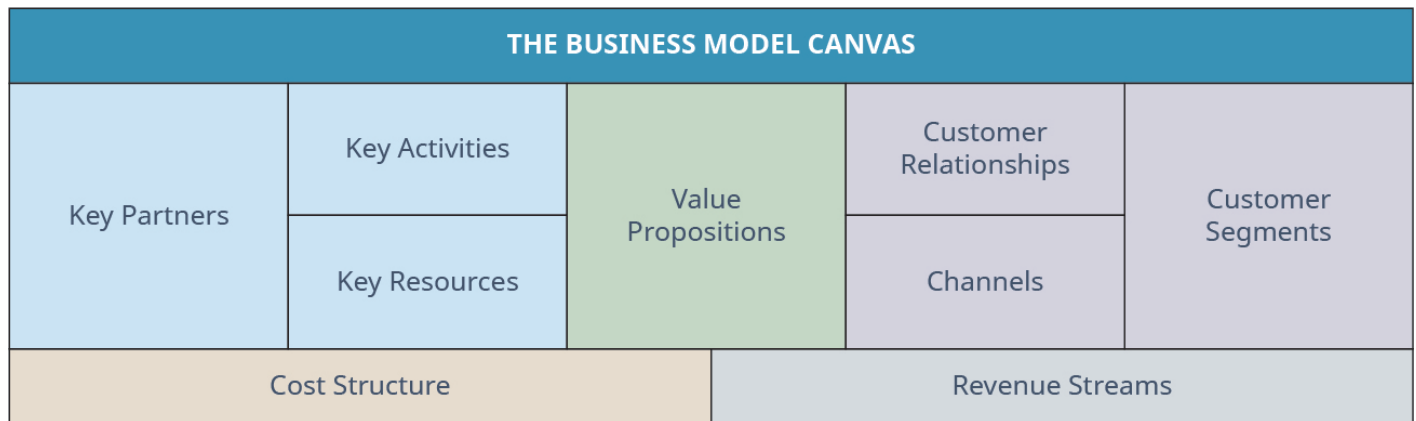 THE BUSINESS MODEL CANVAS
Key Partners
Key Activities
Key Resources
Value
Propositions
Customer
Relationships
Channels
Customer
Segments
Cost Structure
Revenue Streams